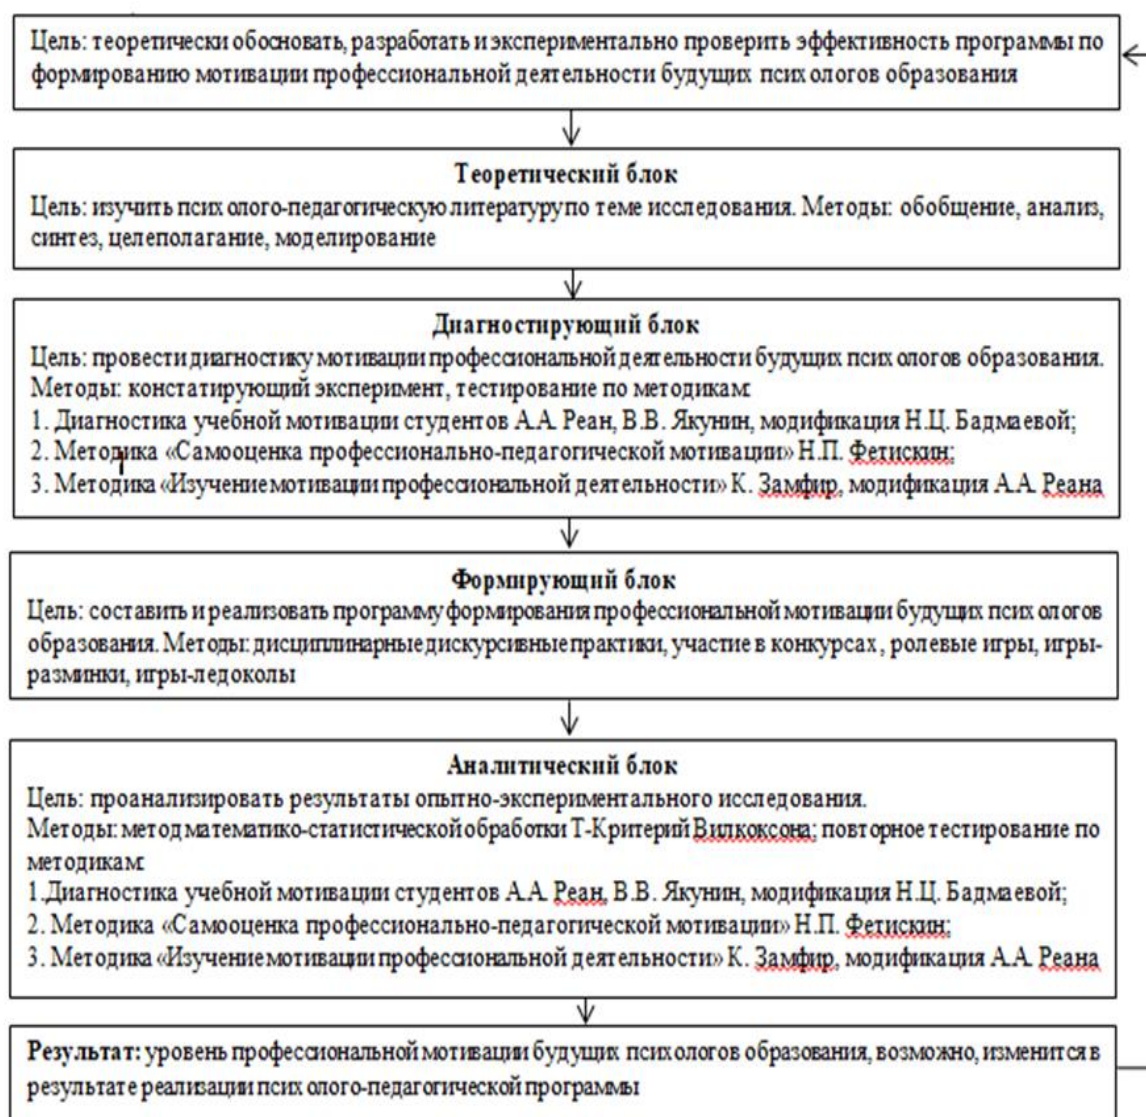 Цель: теоретически обосновать, разработать и экспериментально проверить эффективность программы по
формированию мотивации профессиональной деятельности будущих психологов образования
Теоретический блок
Цель: изучить психолого-педагогическую литературу по теме исследования. Методы: обобщение, анализ,
синтез, целеполагание, моделирование
Диагностирующий блок
Цель: провести диагностику мотивации профессиональной деятельности будущих психологов образования.
Методы: констатирующий эксперимент, тестирование по методикам:
1. Диагностика учебной мотивации студентов А.А. Реан, В.В. Якунин, модификация Н.Ц. Бадмаевой;
2. Методика «Самооценка профессионально-педагогической мотивации» Н.П. Фетискин;
3. Методика «Изучение мотивации профессиональной деятельности» К. Замфир, модификация А.А. Реана
Формирующий блок
Цель: составить и реализовать программу формирования профессиональной мотивации будущих психологов
образования. Методы: дисциплинарные дискурсивные практики, участие в конкурсах, ролевые игры, игры-
разминки, игры-ледоколы
Аналитический блок
Цель: проанализировать результаты опытно-экспериментального исследования.
Методы: метод математико-статистической обработки Т-Критерий Вилкоксона; повторное тестирование по
методикам:
1.Диагностика учебной мотивации студентов А.А. Реан, В.В. Якунин, модификация Н.Ц. Бадмаевой;
2. Методика «Самооценка профессионально-педагогической мотивации» Н.П. Фетискин;
3. Методика «Изучение мотивации профессиональной деятельности» К. Замфир, модификация А.А. Реана
Результат: уровень профессиональной мотивации будущих психологов образования, возможно, изменится в
результате реализации психолого-педагогической программы